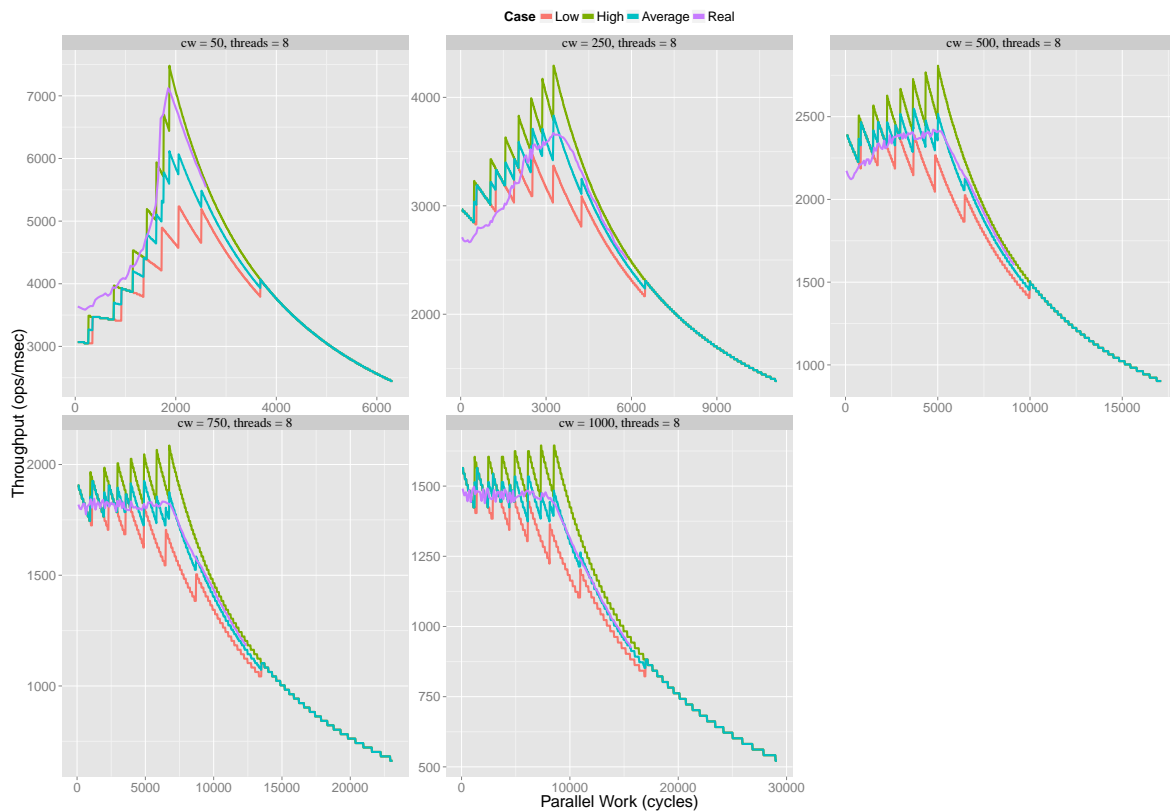 Case Low High Average Real
cw = 50, threads = 8
cw = 250, threads = 8
cw = 500, threads = 8
7000
6000
5000
4000
3000
0 2000 4000 6000
4000
3000
2000
0 3000 6000 9000
2500
2000
1500
1000
0 5000 10000 15000
cw = 750, threads = 8
cw = 1000, threads = 8
2000
1500
1000
0 5000 10000 15000 20000
1500
1250
1000
750
500
0 10000 20000 30000
Throughput (ops/msec)
Parallel Work (cycles)